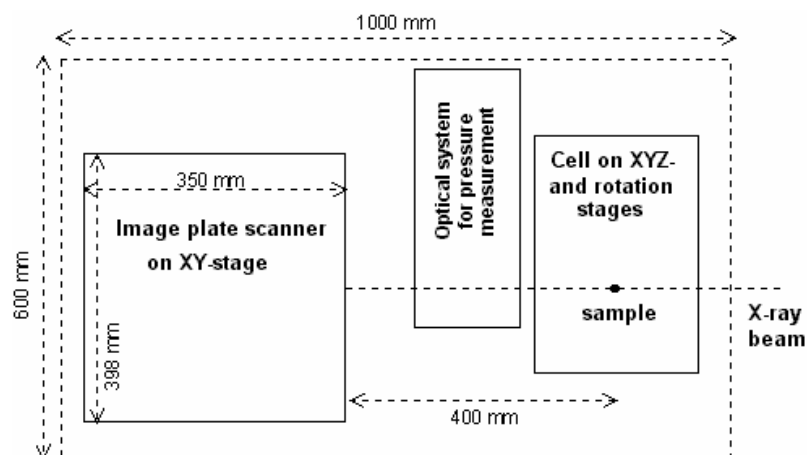 1000 mm
600 mm
350 mm
398 mm
Image plate scanner
on XY-stage
Optical system
for pressure
measurement
Cell on XYZ-
and rotation
stages
sample
X-ray
beam
400 mm